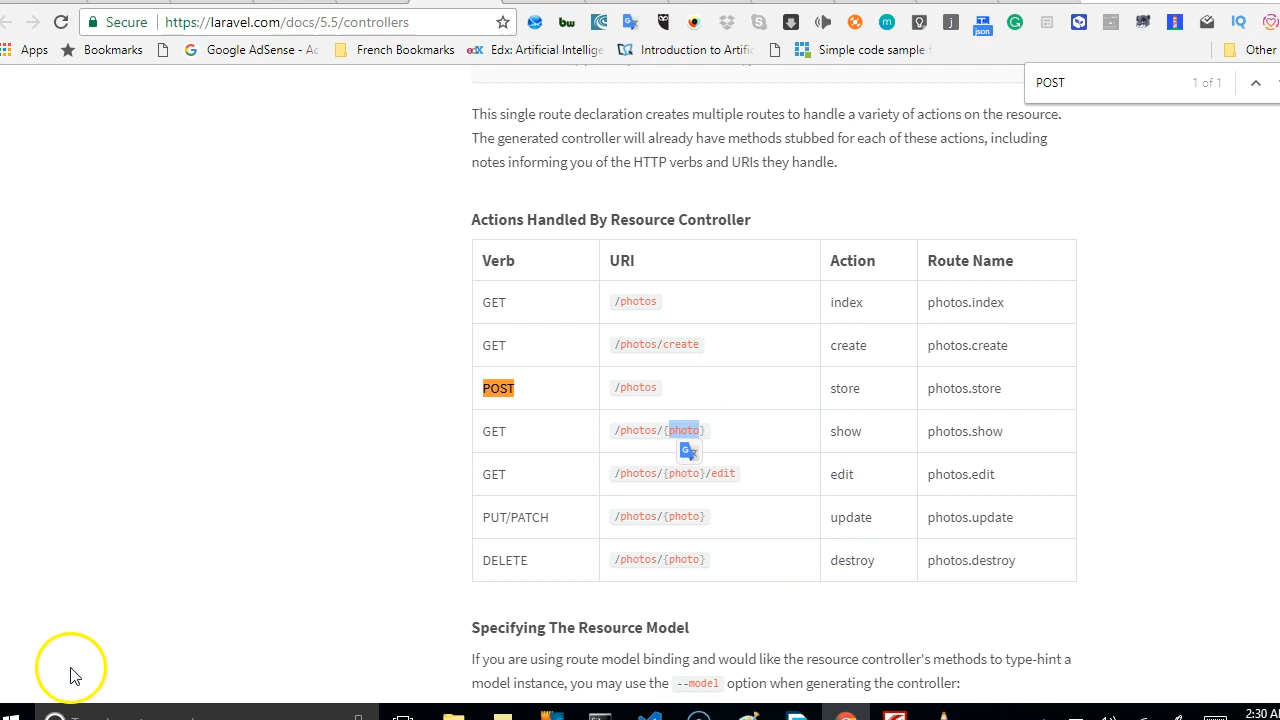 Secure https://laravel.com/docs/5.5/controllers
json
Apps Bookmarks Google AdSense - Ac French Bookmarks edX Edx: Artificial Intellige Introduction to Artific Simple code sample f Other
POST 1 of 1
This single route declaration creates multiple routes to handle a variety of actions on the resource.
The generated controller will already have methods stubbed for each of these actions, including
notes informing you of the HTTP verbs and URIs they handle.
Actions Handled By Resource Controller
Verb URI Action Route Name
GET /photos index photos.index
GET /photos/create create photos.create
POST /photos store photos.store
GET /photos/{photo} show photos.show
GET /photos/{photo}/edit edit photos.edit
PUT/PATCH /photos/{photo} update photos.update
DELETE /photos/{photo} destroy photos.destroy
Specifying The Resource Model
If you are using route model binding and would like the resource controller's methods to type-hint a
model instance, you may use the --model option when generating the controller:
2:30 A